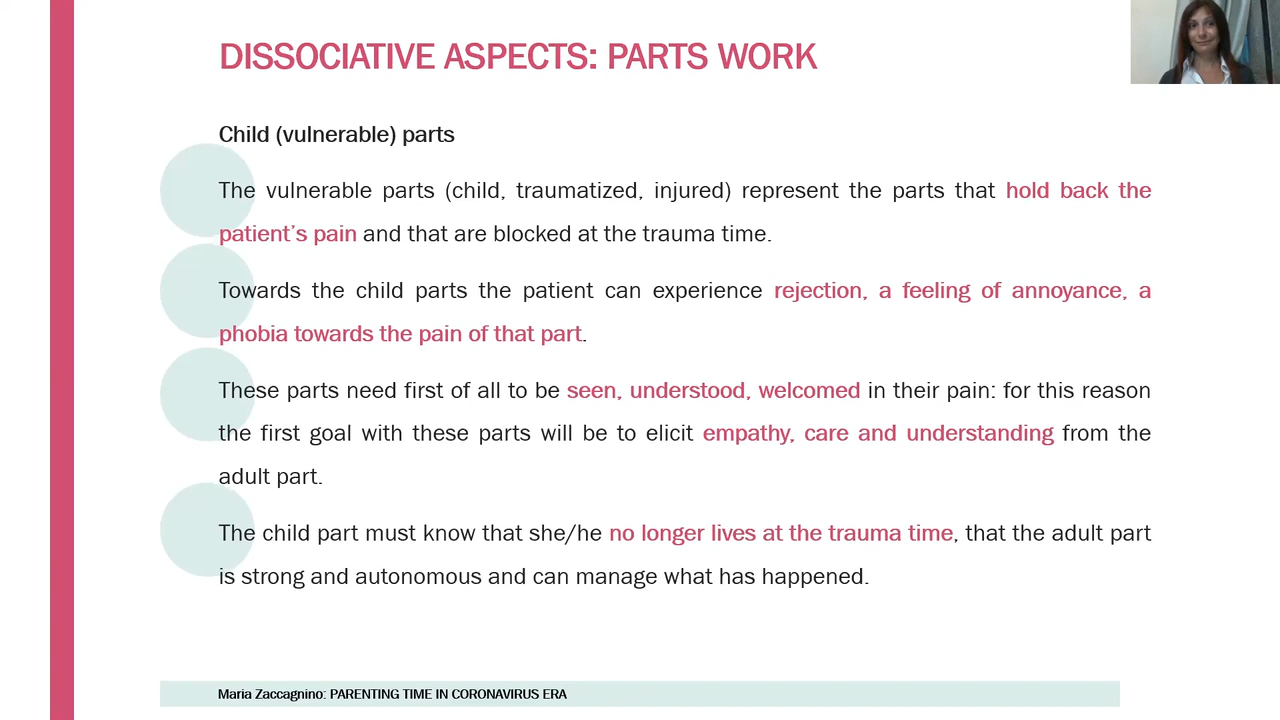 DISSOCIATIVE ASPECTS: PARTS WORK
Child (vulnerable) parts
The vulnerable parts (child, traumatized, injured) represent the parts that hold back the
patient’s pain and that are blocked at the trauma time.
Towards the child parts the patient can experience rejection, a feeling of annoyance, a
phobia towards the pain of that part.
These parts need first of all to be seen, understood, welcomed in their pain: for this reason
the first goal with these parts will be to elicit empathy, care and understanding from the
adult part.
The child part must know that she/he no longer lives at the trauma time, that the adult part
is strong and autonomous and can manage what has happened.
Maria Zaccagnino: PARENTING TIME IN CORONAVIRUS ERA